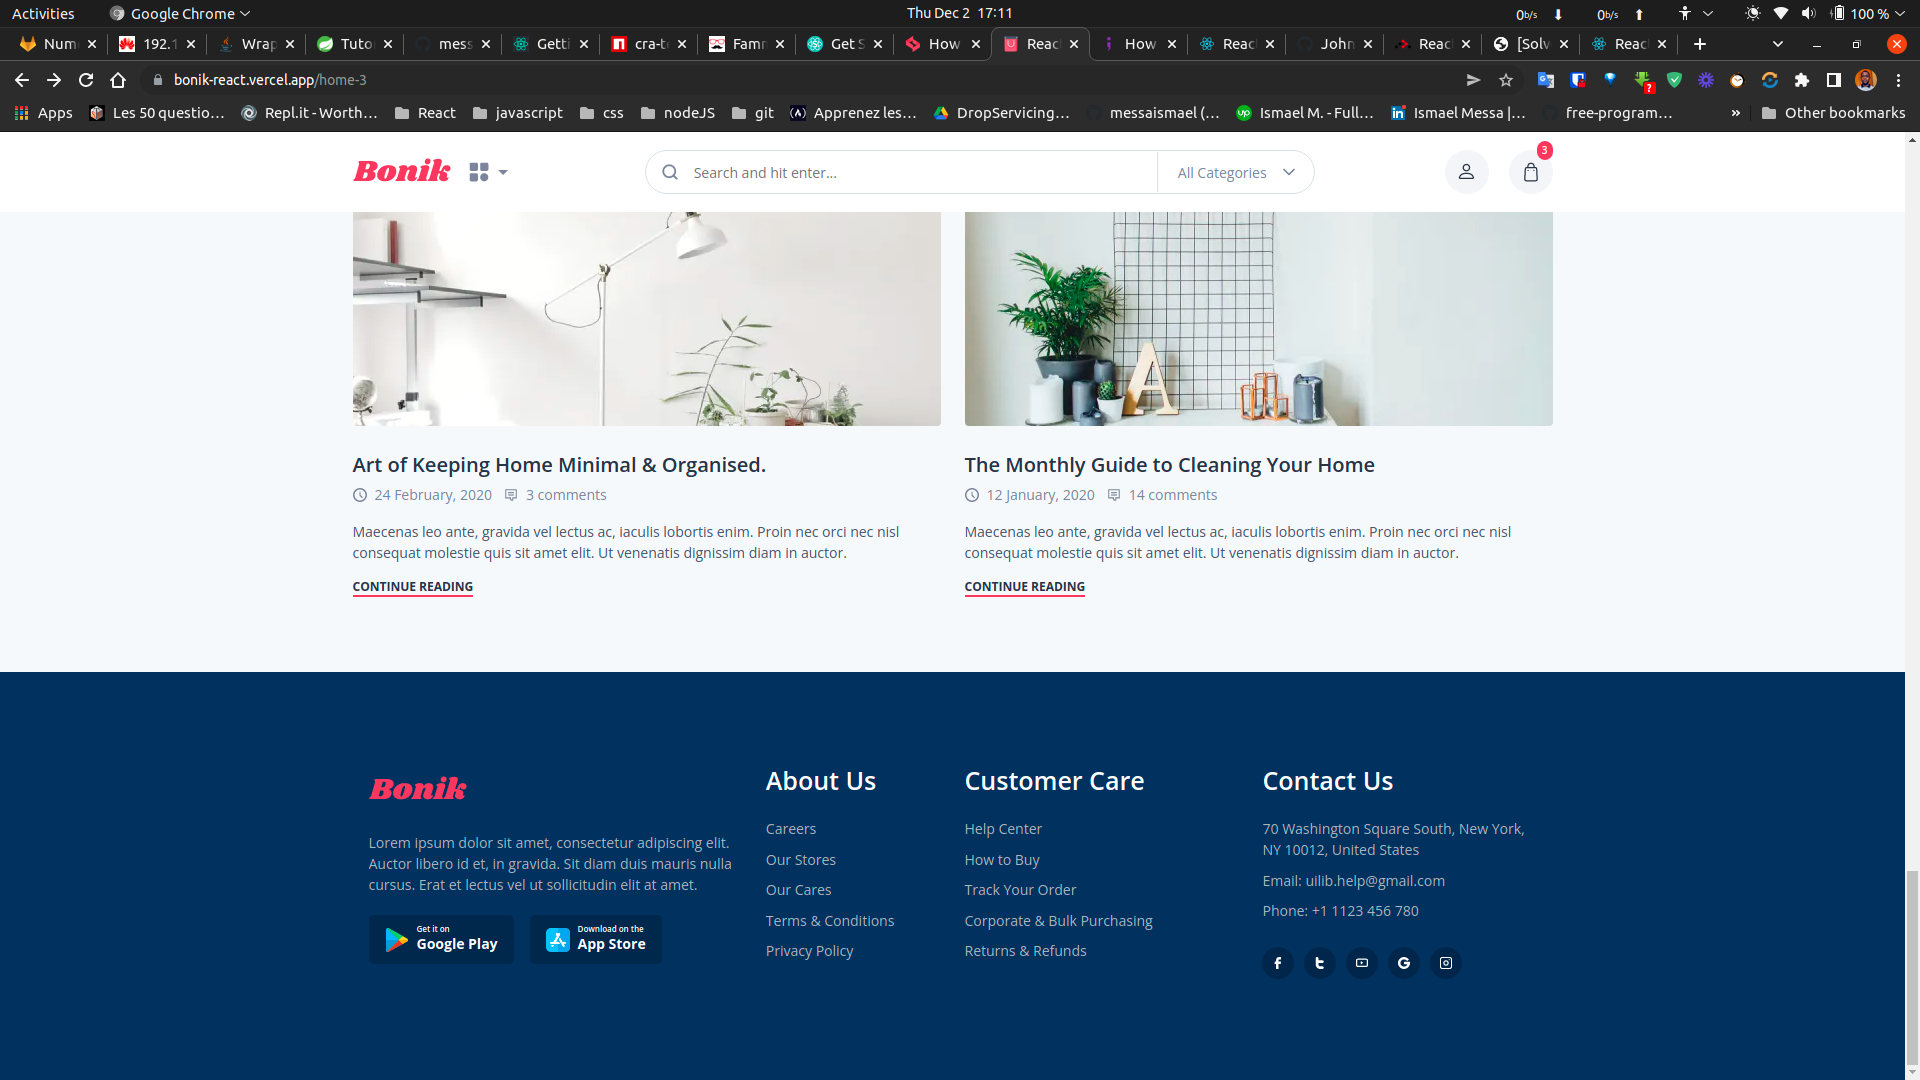 Activities
Google Chrome
Thu Dec 2 17:11
0b/s
0b/s
100 %
Num
192.1
Wrap
Tuto
mess
Getti
cra-t
Famr
Get S
How
Reac
How
Reac
John
Reac
[Solv
Reac
bonik-react.vercel.app/home-3
Apps
Les 50 questio...
Repl.it - Worth...
React
javascript
css
nodeJS
git
Apprenez les...
DropServicing...
messaismael (...
Ismael M. - Full...
Ismael Messa |...
free-program...
»
Other bookmarks
Bonik
Search and hit enter...
All Categories
3
A
Art of Keeping Home Minimal & Organised.
24 February, 2020
3 comments
Maecenas leo ante, gravida vel lectus ac, iaculis lobortis enim. Proin nec orci nec nisl
consequat molestie quis sit amet elit. Ut venenatis dignissim diam in auctor.
CONTINUE READING
The Monthly Guide to Cleaning Your Home
12 January, 2020
14 comments
Maecenas leo ante, gravida vel lectus ac, iaculis lobortis enim. Proin nec orci nec nisl
consequat molestie quis sit amet elit. Ut venenatis dignissim diam in auctor.
CONTINUE READING
Bonik
Lorem ipsum dolor sit amet, consectetur adipiscing elit.
Auctor libero id et, in gravida. Sit diam duis mauris nulla
cursus. Erat et lectus vel ut sollicitudin elit at amet.
Get it on
Google Play
Download on the
App Store
About Us
Careers
Our Stores
Our Cares
Terms & Conditions
Privacy Policy
Customer Care
Help Center
How to Buy
Track Your Order
Corporate & Bulk Purchasing
Returns & Refunds
Contact Us
70 Washington Square South, New York,
NY 10012, United States
Email: uilib.help@gmail.com
Phone: +1 1123 456 780